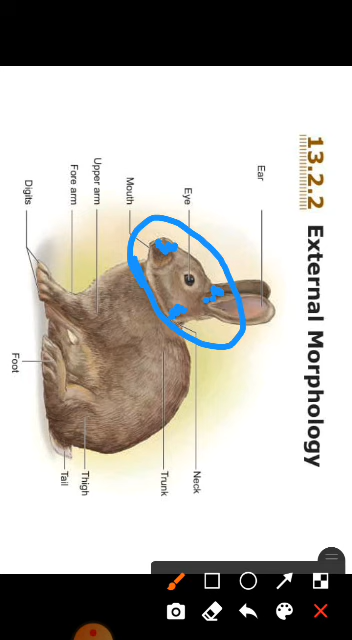 13.2.2 External Morphology
Ear
Eye
Mouth
Upper arm
Fore arm
Digits
Neck
Trunk
Thigh
Tail
Foot